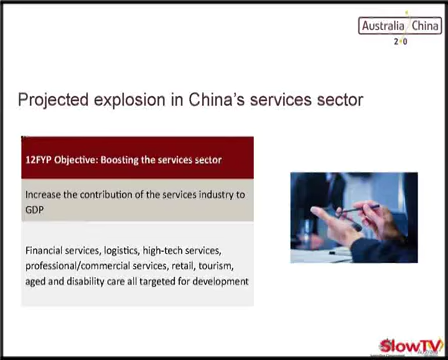 Australia China
2.0
Projected explosion in China's services sector
12FYP Objective: Boosting the services sector
Increase the contribution of the services industry to
GDP
Financial services, logistics, high-tech services,
professional/commercial services, retail, tourism,
aged and disability care all targeted for development
SlowTV